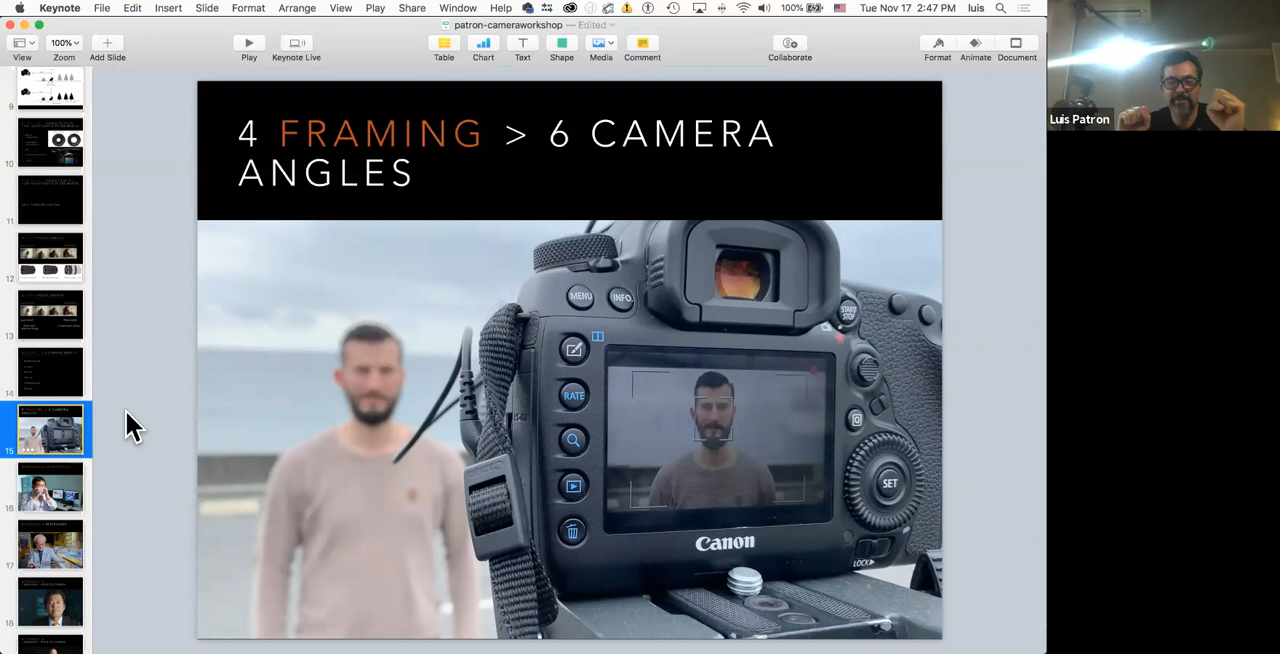 Keynote File Edit Insert Slide Format Arrange View Play Share Window Help 100% Tue Nov 17 2:47 PM luis
patron-cameraworkshop — Edited
100%
View Zoom Add Slide Play Keynote Live Table Chart Text Shape Media Comment Collaborate Format Animate Document
9
10
11
12
13
14
15
16
17
18
4 FRAMING > 6 CAMERA
ANGLES
MENU INFO.
START
STOP
RATE
Q
SET
Canon
LOCK▶
Luis Patron